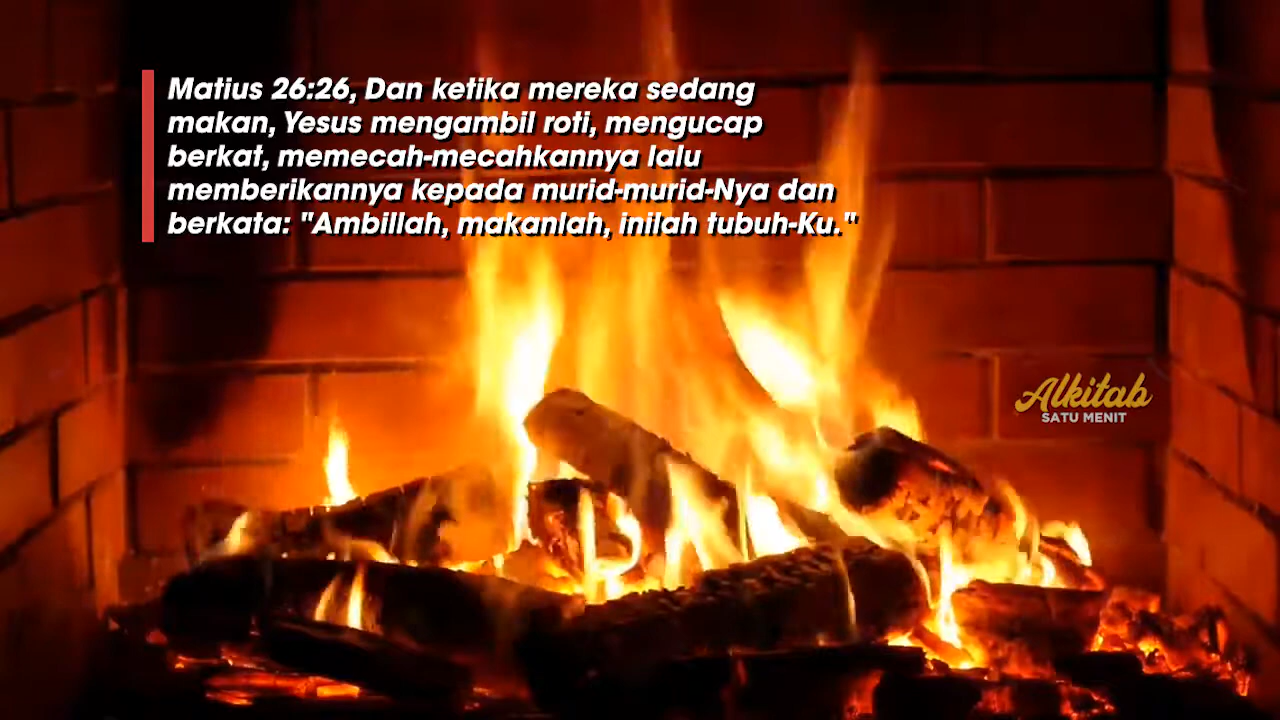 Matius 26:26, Dan ketika mereka sedang
makan, Yesus mengambil roti, mengucap
berkat, memecah-mecahkannya lalu
memberikannya kepada murid-murid-Nya dan
berkata: "Ambillah, makanlah, inilah tubuh-Ku."
Alkitab
SATU MENIT